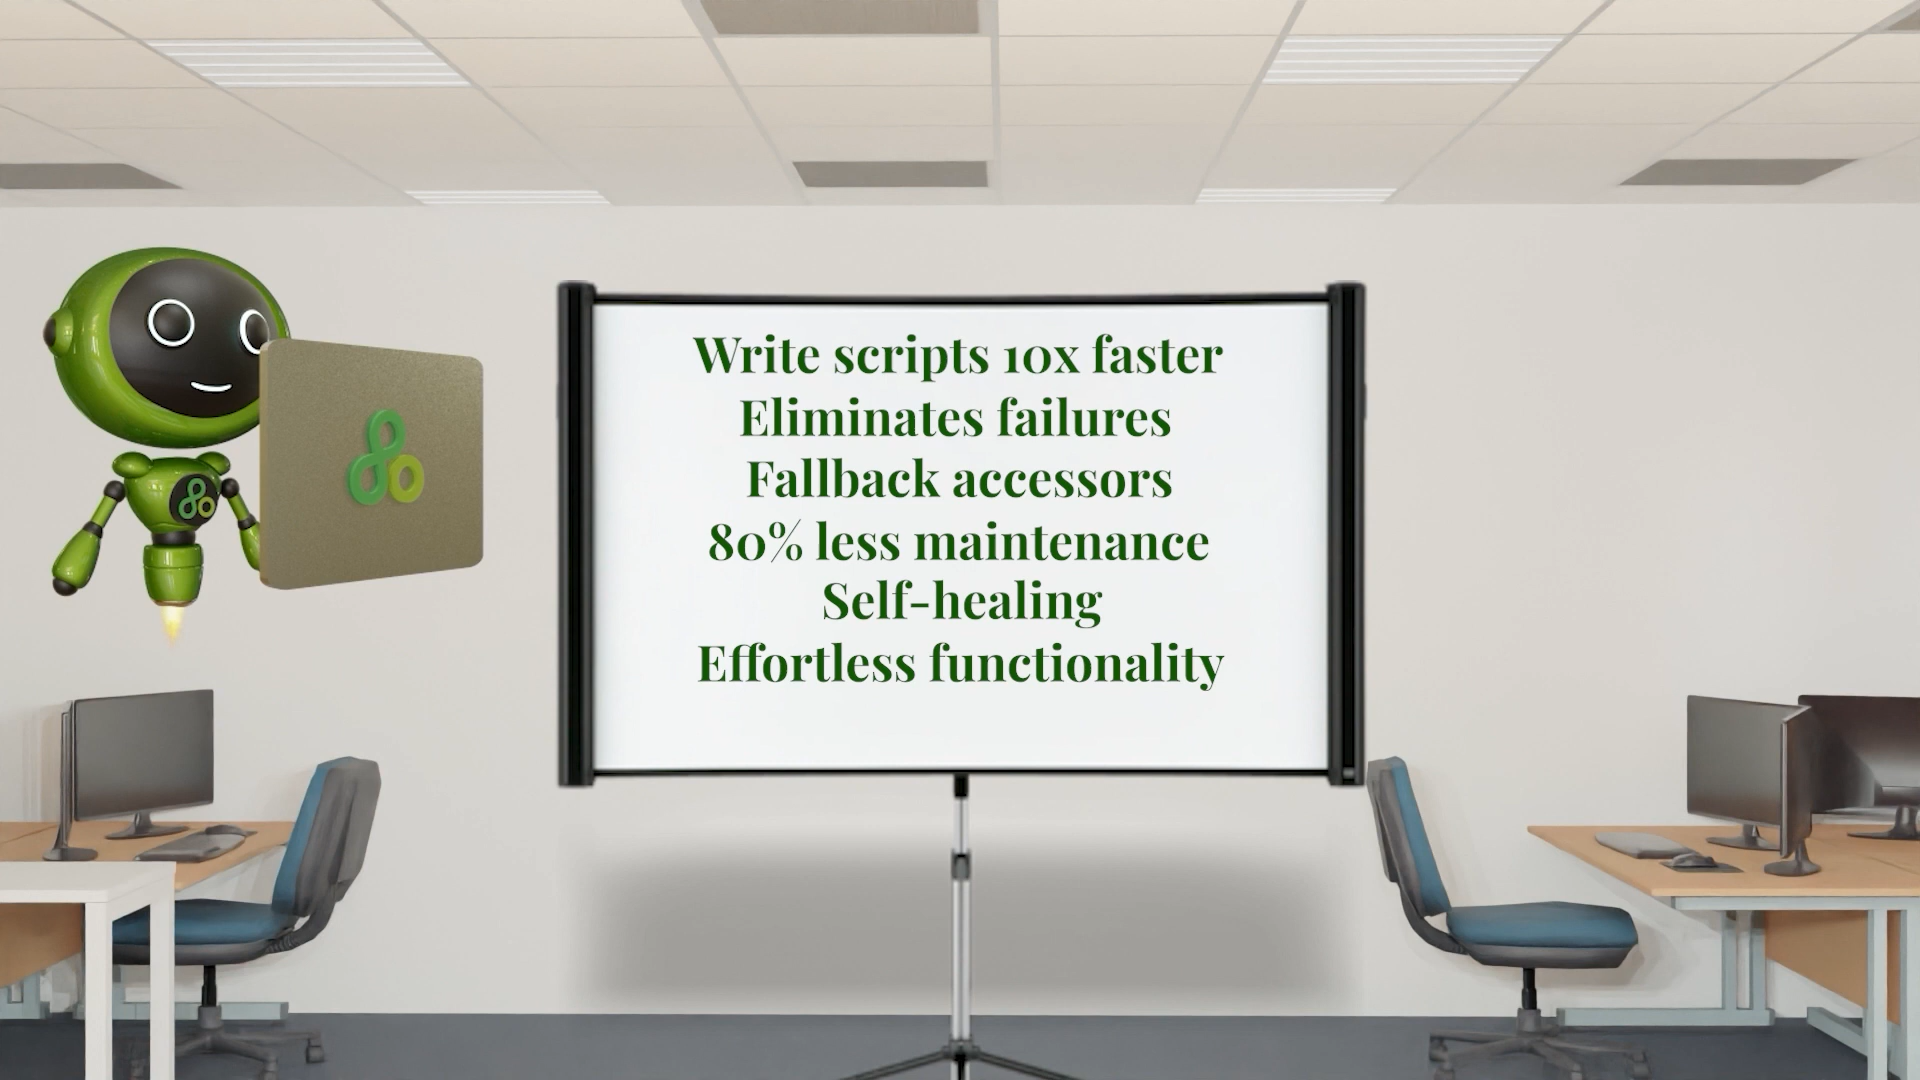 Write scripts 10x faster
Eliminates failures
Fallback accessors
80% less maintenance
Self-healing
Effortless functionality